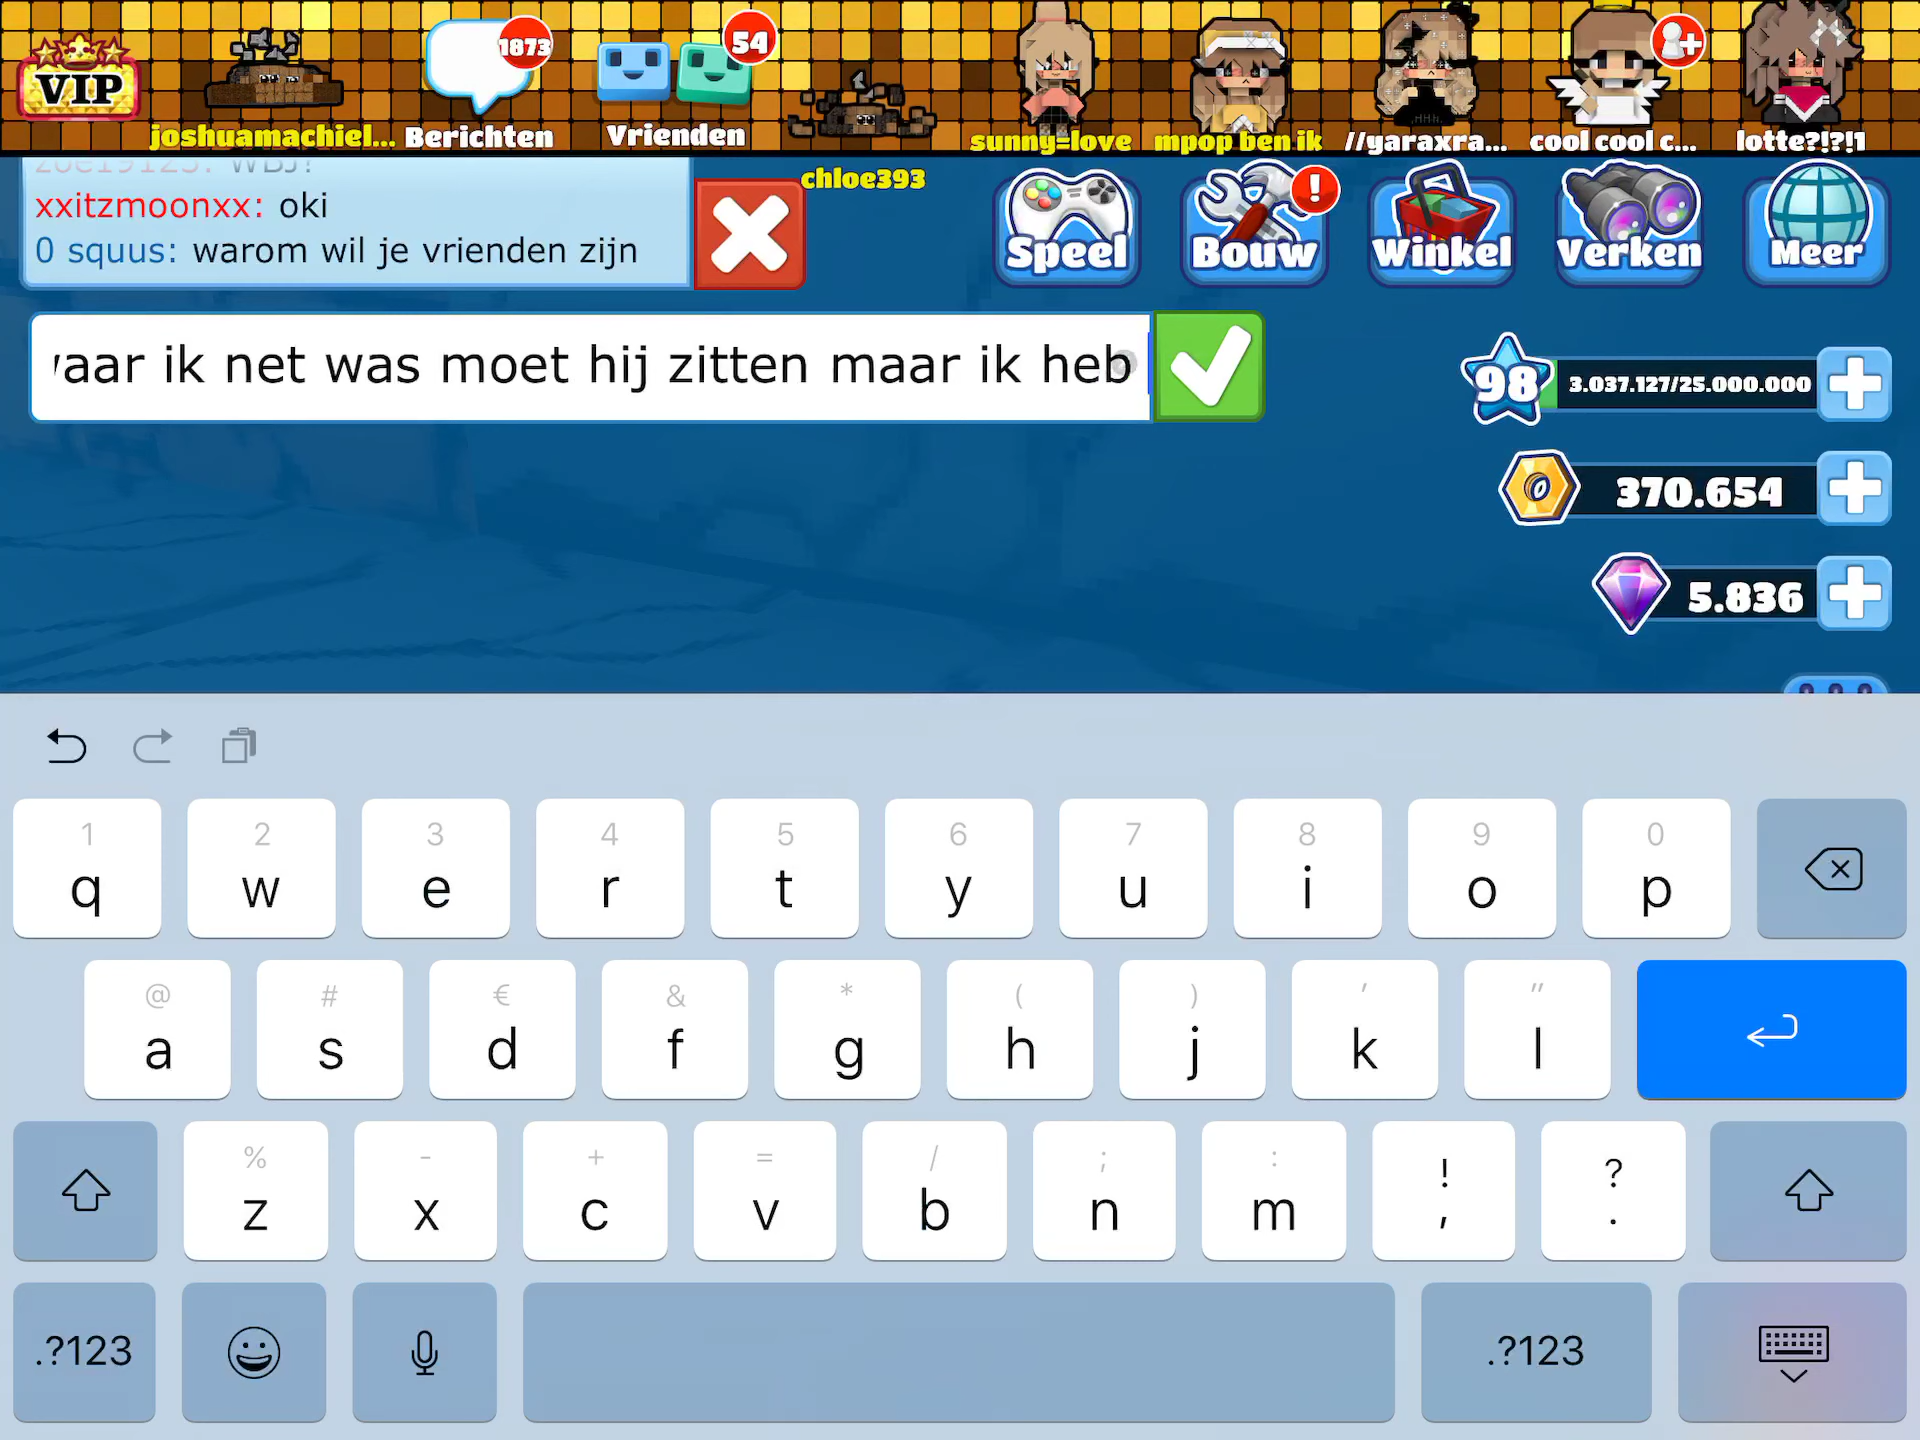 VIP
joshuamachiel...
1873
Berichten
54
Vrienden
chloe393
sunny=love
mpop ben ik
//yaraxra...
cool cool c...
lotte?!?!1
xxitzmoonxx: oki
0 squus: warom wil je vrienden zijn
Speel
!
Bouw
Winkel
Verken
Meer
aar ik net was moet hij zitten maar ik heb
98
3.037.127/25.000.000
370.654
5.836
1 2 3 4 5 6 7 8 9 0
q w e r t y u i o p
@ # € & * ( ) ' "
a s d f g h j k l
% - + = / ; : ! ?
z x c v b n m , .
.?123
.?123